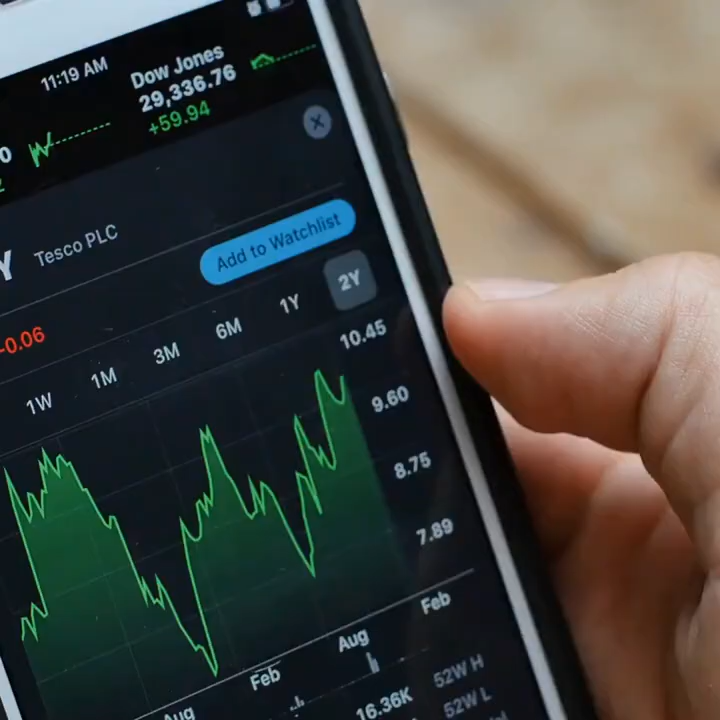 11:19 AM
Dow Jones
29,336.76
+59.94
Y Tesco PLC
Add to Watchlist
-0.06
1W 1M 3M 6M 1Y 2Y
10.45
9.60
8.75
7.89
Aug Feb Aug Feb
16.36K
52W H
52W L